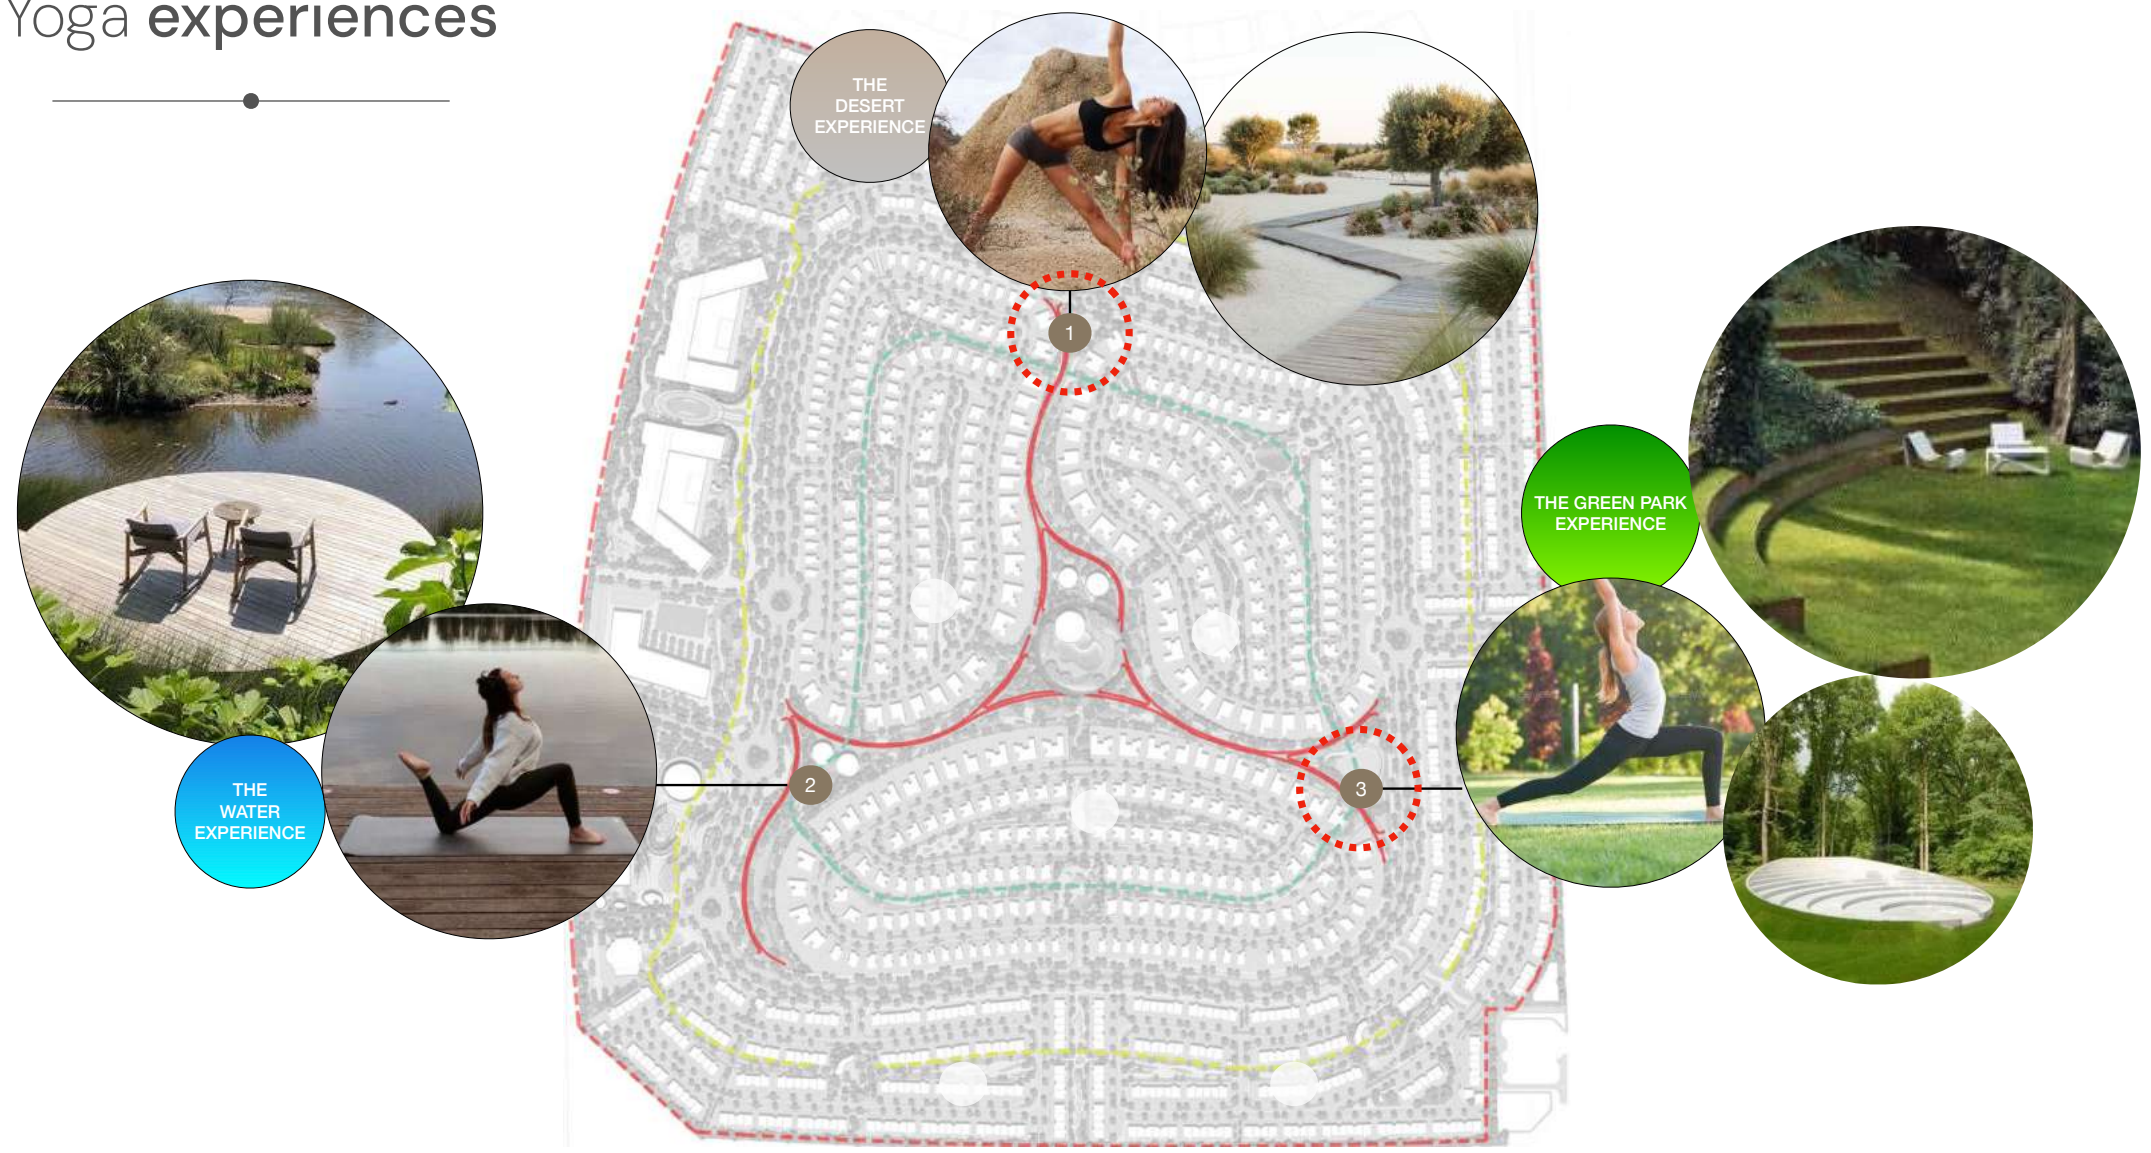 Yoga experiences
THE
DESERT
EXPERIENCE
1
THE GREEN PARK
EXPERIENCE
2
3
THE
WATER
EXPERIENCE